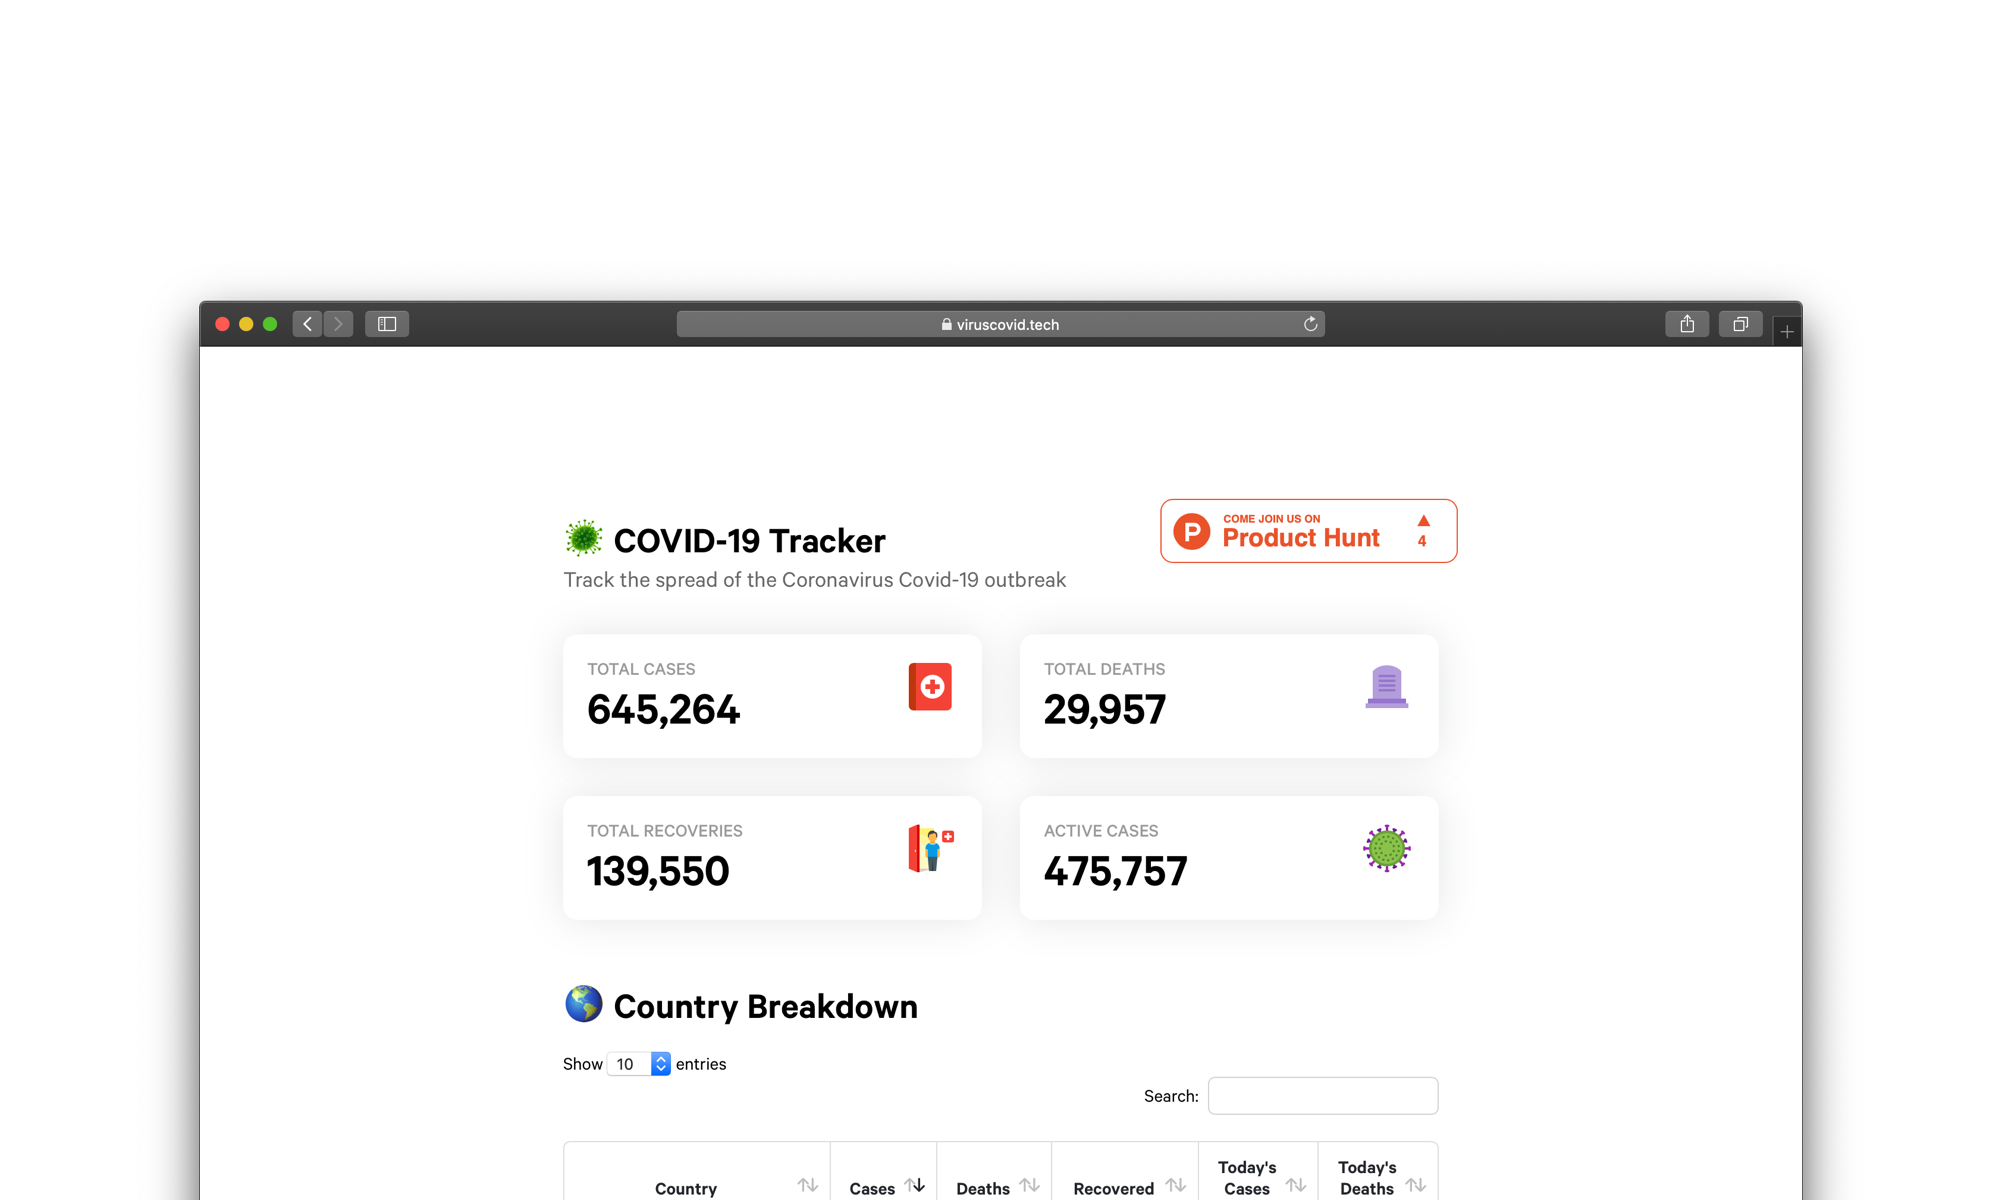 viruscovid.tech
COVID-19 Tracker
Track the spread of the Coronavirus Covid-19 outbreak
P
COME JOIN US ON
Product Hunt
4
TOTAL CASES
645,264
TOTAL DEATHS
29,957
TOTAL RECOVERIES
139,550
ACTIVE CASES
475,757
Country Breakdown
Show 10 entries
Search:
Country
Cases
Deaths
Recovered
Today's
Cases
Today's
Deaths